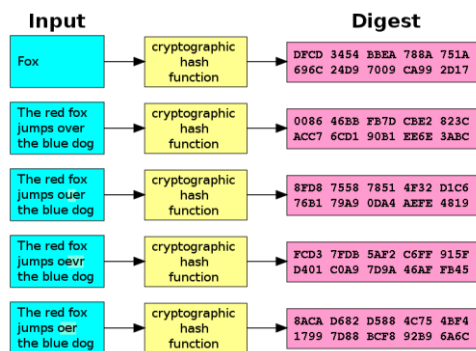 Input
Digest
Fox
cryptographic
hash
function
DFCD 3454 BBEA 788A 751A
696C 24D9 7009 CA99 2D17
The red fox
jumps over
the blue dog
cryptographic
hash
function
0086 46BB FB7D CBE2 823C
ACC7 6CD1 90B1 EE6E 3ABC
The red fox
jumps ouer
the blue dog
cryptographic
hash
function
8FD8 7558 7851 4F32 D1C6
76B1 79A9 0DA4 AEFE 4819
The red fox
jumps oevr
the blue dog
cryptographic
hash
function
FCD3 7FDB 5AF2 C6FF 915F
D401 C0A9 7D9A 46AF FB45
The red fox
jumps oer
the blue dog
cryptographic
hash
function
8ACA D682 D588 4C75 4BF4
1799 7D88 BCF8 92B9 6A6C